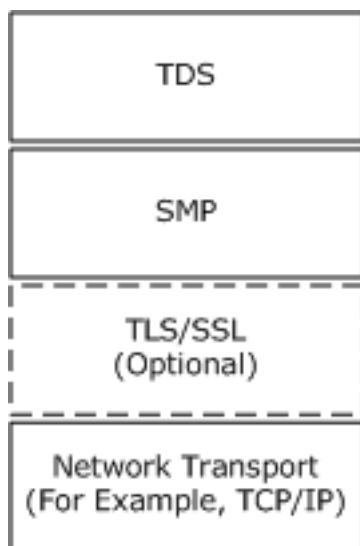 TDS
SMP
TLS/SSL
(Optional)
Network Transport
(For Example, TCP/IP)